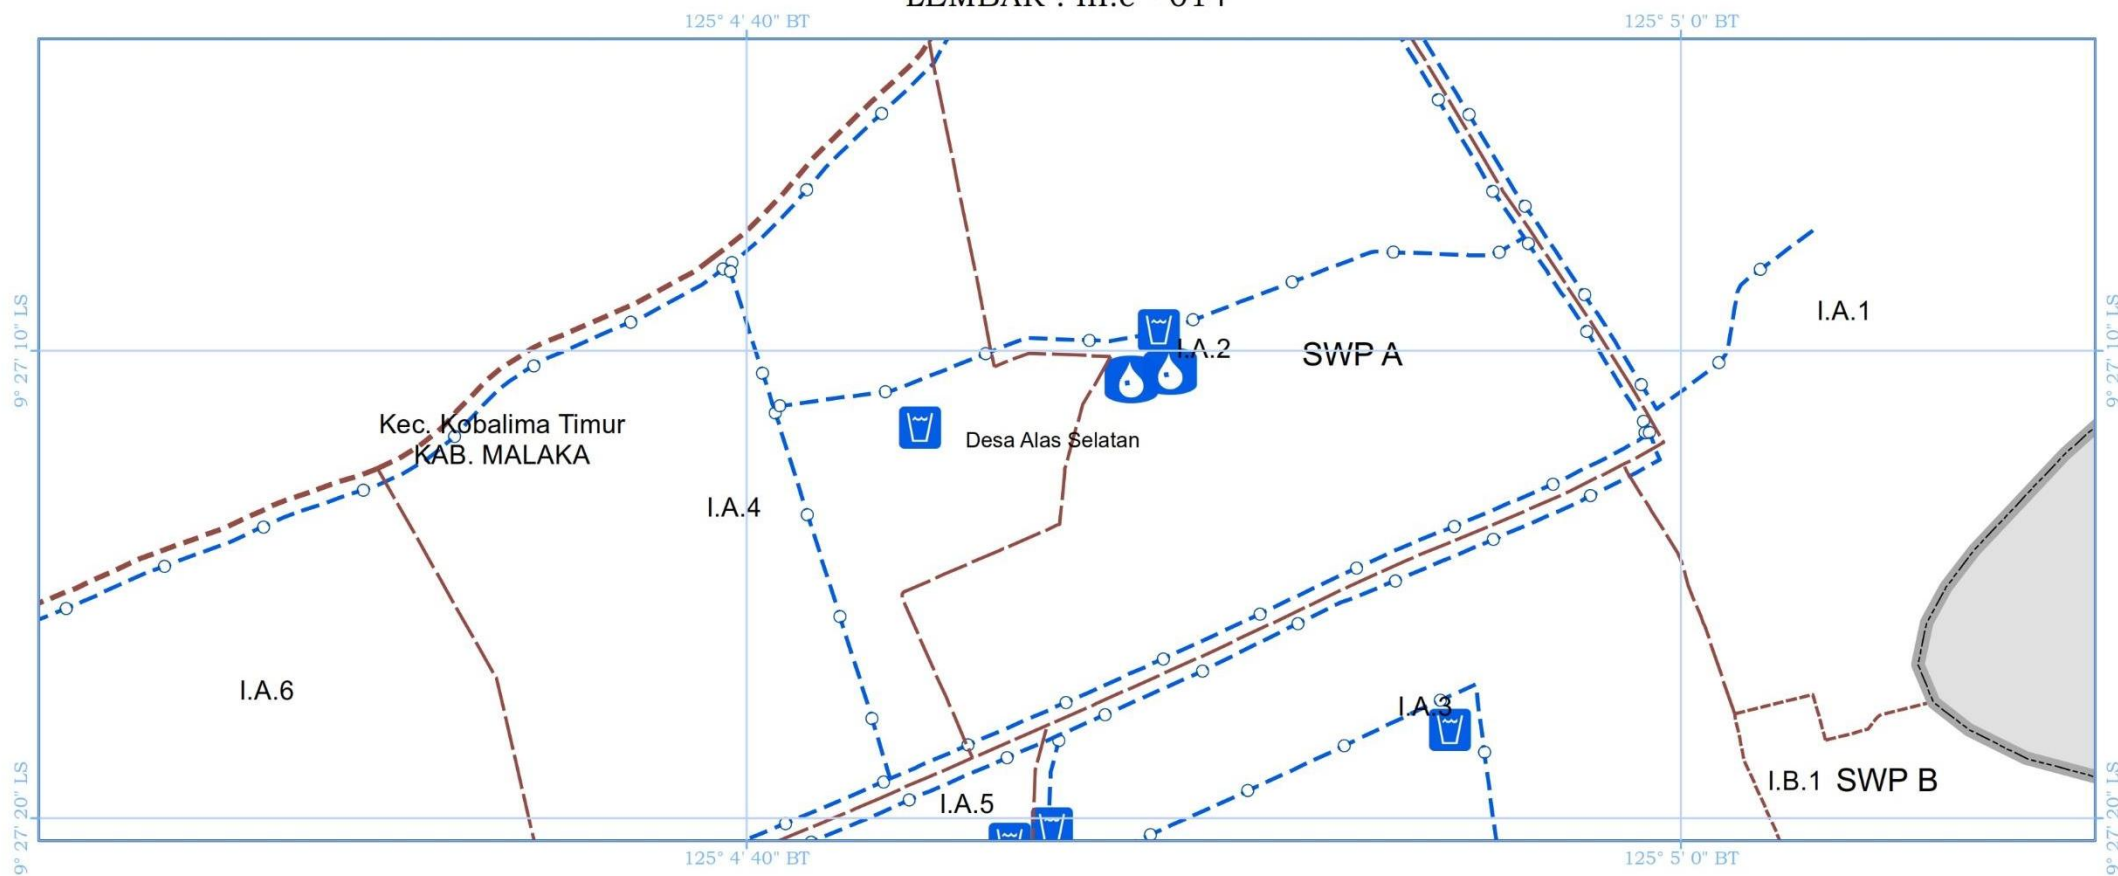 125° 4' 40" BT
125° 5' 0" BT
9° 27' 10" LS
9° 27' 10" LS
I.A.1
I.A.2
SWP A
Kec. Kobalima Timur
KAB. MALAKA
Desa Alas Selatan
I.A.4
I.A.6
I.A.3
I.B.1 SWP B
I.A.5
9° 27' 20" LS
9° 27' 20" LS
125° 4' 40" BT
125° 5' 0" BT